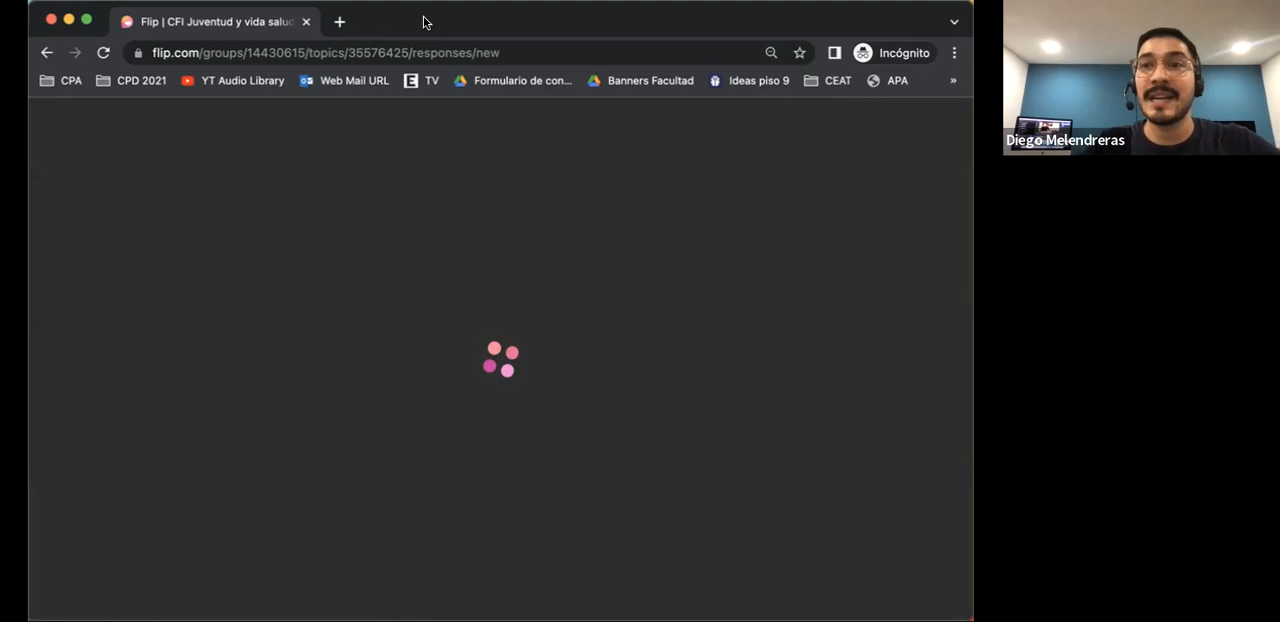 Flip | CFI Juventud y vida salud
flip.com/groups/14430615/topics/35576425/responses/new
Incógnito
CPA
CPD 2021
YT Audio Library
Web Mail URL
E
TV
Formulario de con...
Banners Facultad
Ideas piso 9
CEAT
APA
»
Diego Melendreras